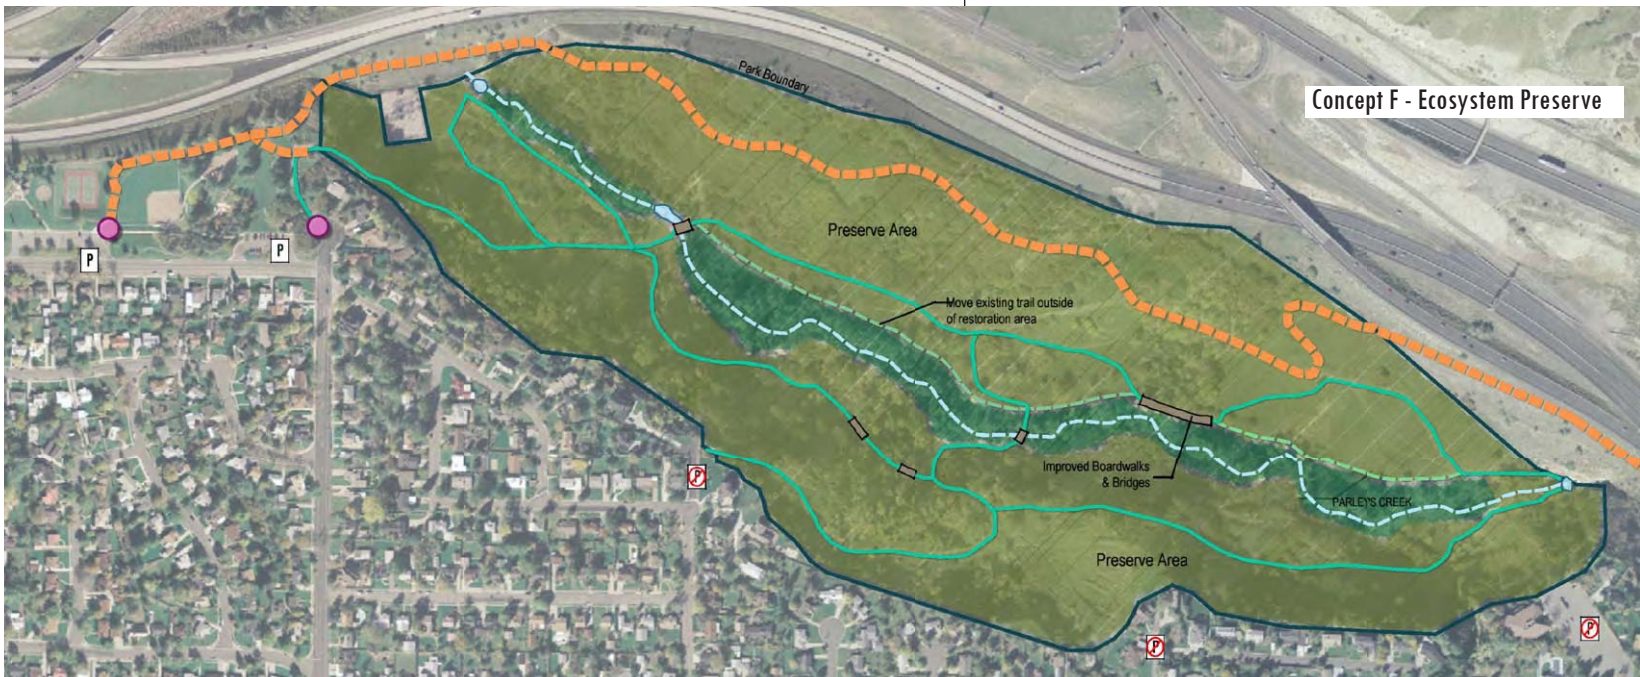 Park Boundary
Concept F - Ecosystem Preserve
Preserve Area
P
P
Move existing trail outside
of restoration area
Improved Boardwalks
& Bridges
P
PARLEYS CREEK
Preserve Area
P
P